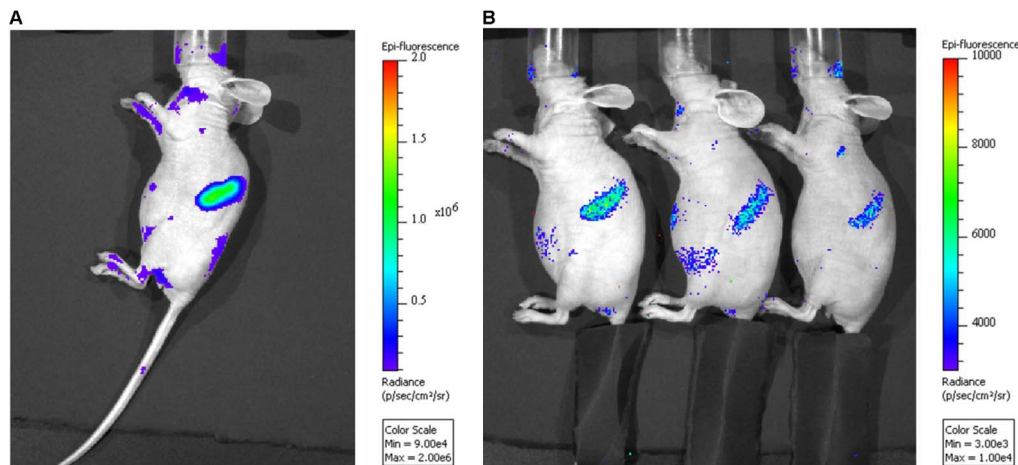 A
B
Epi-fluorescence
2.0
1.5
1.0
x10⁶
0.5
Radiance
(p/sec/cm²/sr)
Color Scale
Min = 9.00e4
Max = 2.00e6
Epi-fluorescence
10000
8000
6000
4000
Radiance
(p/sec/cm²/sr)
Color Scale
Min = 3.00e3
Max = 1.00e4